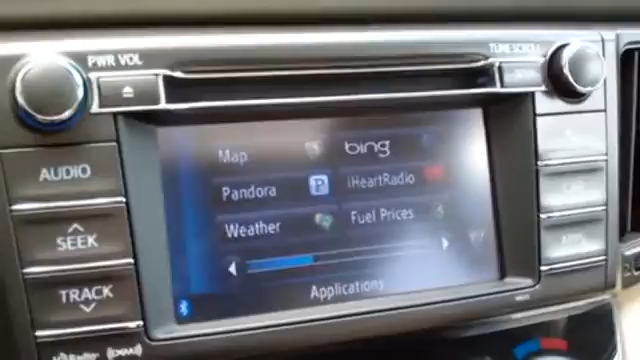 PWR VOL
TUNE SCROLL
AUDIO
SEEK
TRACK
Map
bing
Pandora
P
iHeartRadio
Weather
Fuel Prices
Applications